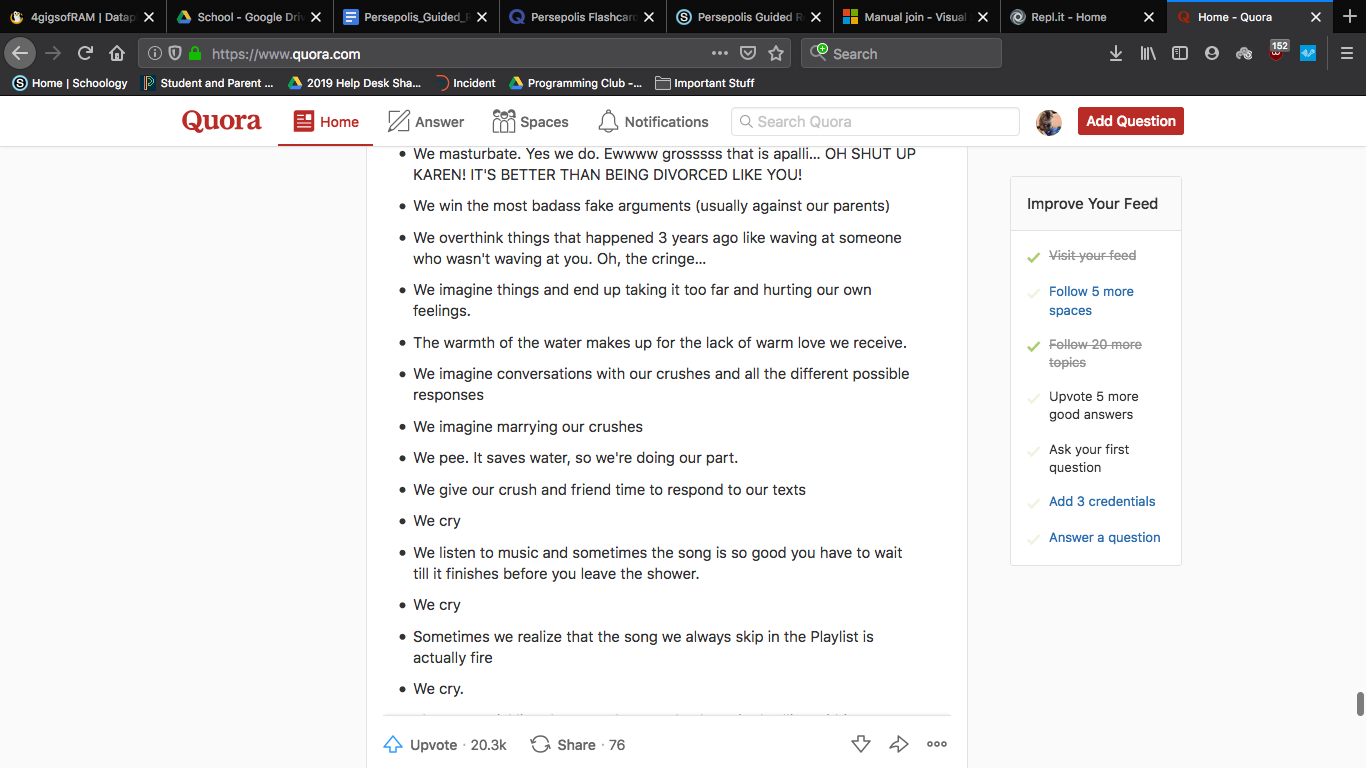 4gigsofRAM | Datap
School - Google Driv
Persepolis_Guided_R
Persepolis Flashcard
Persepolis Guided R
Manual join - Visual
Repl.it - Home
Home - Quora
https://www.quora.com
Search
152
Home | Schoology
Student and Parent ...
2019 Help Desk Sha...
Incident
Programming Club -...
Important Stuff
Quora
Home
Answer
Spaces
Notifications
Search Quora
Add Question
• We masturbate. Yes we do. Ewwww grosssss that is apalli... OH SHUT UP
KAREN! IT'S BETTER THAN BEING DIVORCED LIKE YOU!
• We win the most badass fake arguments (usually against our parents)
• We overthink things that happened 3 years ago like waving at someone
who wasn't waving at you. Oh, the cringe...
• We imagine things and end up taking it too far and hurting our own
feelings.
• The warmth of the water makes up for the lack of warm love we receive.
• We imagine conversations with our crushes and all the different possible
responses
• We imagine marrying our crushes
• We pee. It saves water, so we're doing our part.
• We give our crush and friend time to respond to our texts
• We cry
• We listen to music and sometimes the song is so good you have to wait
till it finishes before you leave the shower.
• We cry
• Sometimes we realize that the song we always skip in the Playlist is
actually fire
• We cry.
Upvote · 20.3k
Share · 76
Improve Your Feed
Visit your feed
Follow 5 more
spaces
Follow 20 more
topics
Upvote 5 more
good answers
Ask your first
question
Add 3 credentials
Answer a question